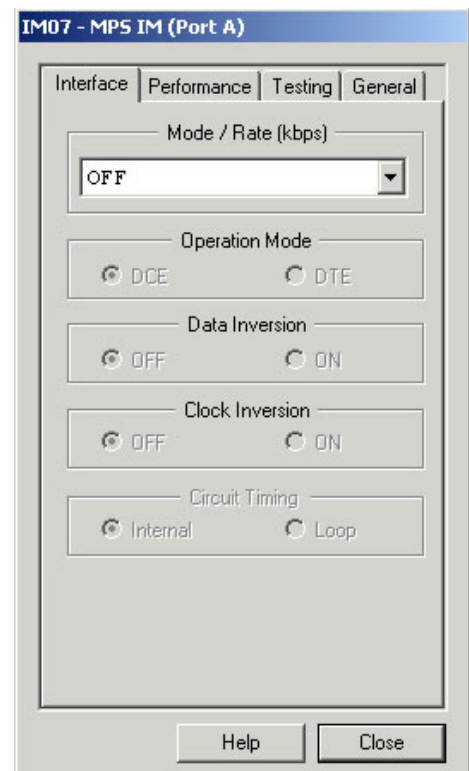 IM07 - MPS IM (Port A)
Interface Performance Testing General
Mode / Rate (kbps)
OFF
Operation Mode
DCE DTE
Data Inversion
OFF ON
Clock Inversion
OFF ON
Circuit Timing
Internal Loop
Help Close